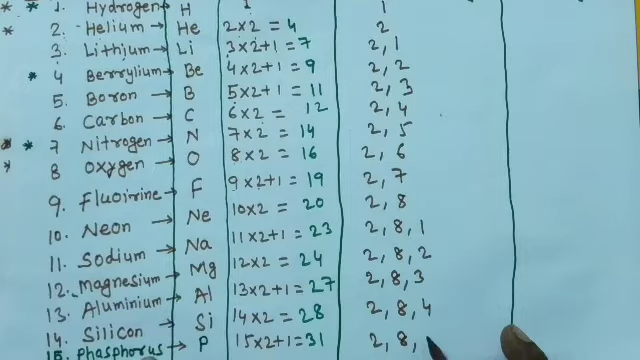 * * 1. Hydrogen → H 1 1
* 2. Helium → He 2x2 = 4 2
3. Lithjum → Li 3x2+1 = 7 2, 1
* 4 Berrylium → Be 4x2+1 = 9 2, 2
5. Boron → B 5x2+1 = 11 2, 3
6. Carbon → C 6x2 = 12 2, 4
* * 7 Nitrogen → N 7x2 = 14 2, 5
* 8 Oxygen → O 8x2 = 16 2, 6
9. Fluoirine → F 9x2+1 = 19 2, 7
10. Neon → Ne 10x2 = 20 2, 8
11. Sodium → Na 11x2+1 = 23 2, 8, 1
12. Magnesium → Mg 12x2 = 24 2, 8, 2
13. Aluminium → Al 13x2+1 = 27 2, 8, 3
14. Silicon → Si 14x2 = 28 2, 8, 4
15. Phosphorus → P 15x2+1 = 31 2, 8,